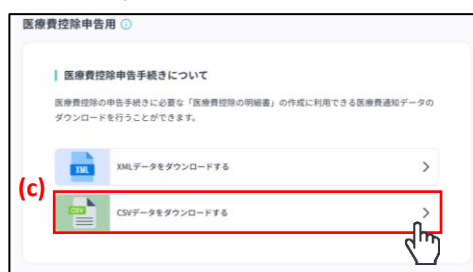 医療費控除申告用 ⓘ
医療費控除申告手続きについて
医療費控除の申告手続きに必要な「医療費控除の明細書」の作成に利用できる医療費通知データの
ダウンロードを行うことができます。
XML
XMLデータをダウンロードする
(c)
CSV
CSVデータをダウンロードする